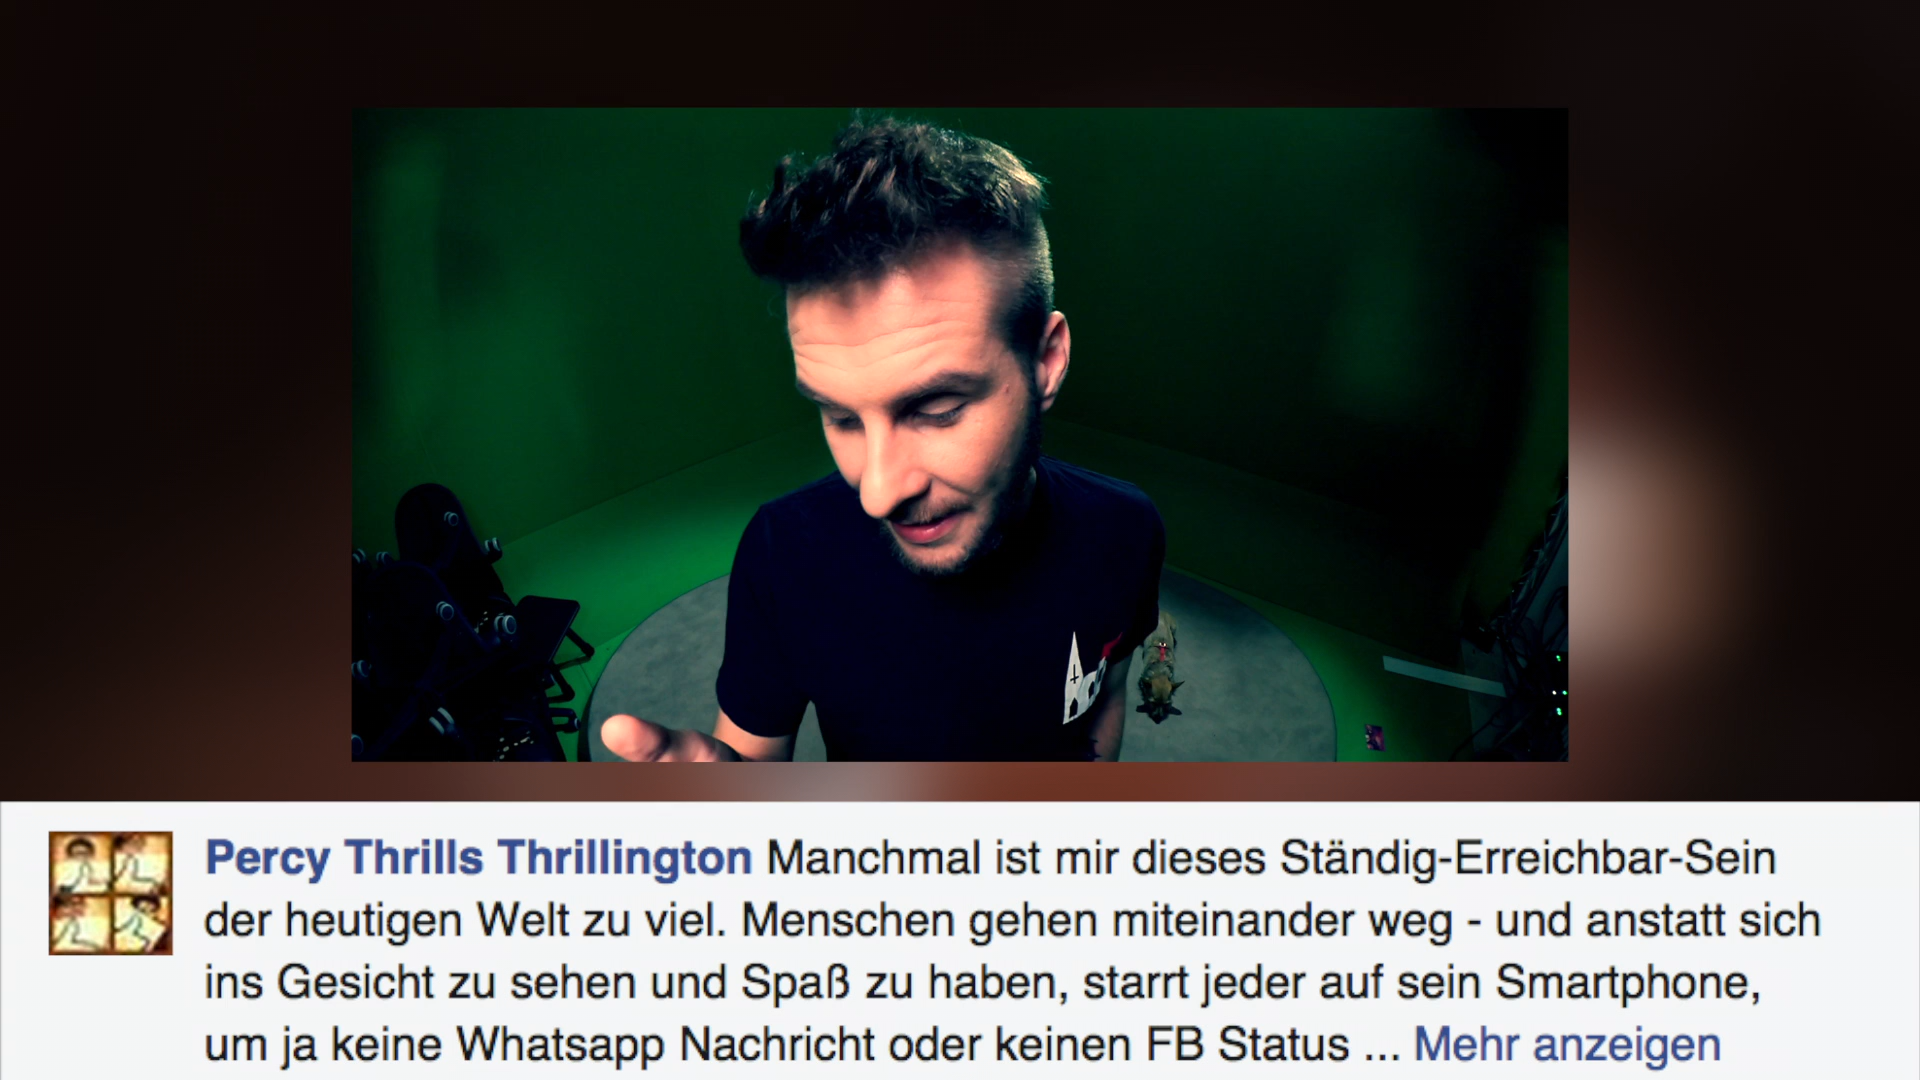 Percy Thrills Thrillington Manchmal ist mir dieses Ständig-Erreichbar-Sein
der heutigen Welt zu viel. Menschen gehen miteinander weg - und anstatt sich
ins Gesicht zu sehen und Spaß zu haben, starrt jeder auf sein Smartphone,
um ja keine Whatsapp Nachricht oder keinen FB Status ... Mehr anzeigen